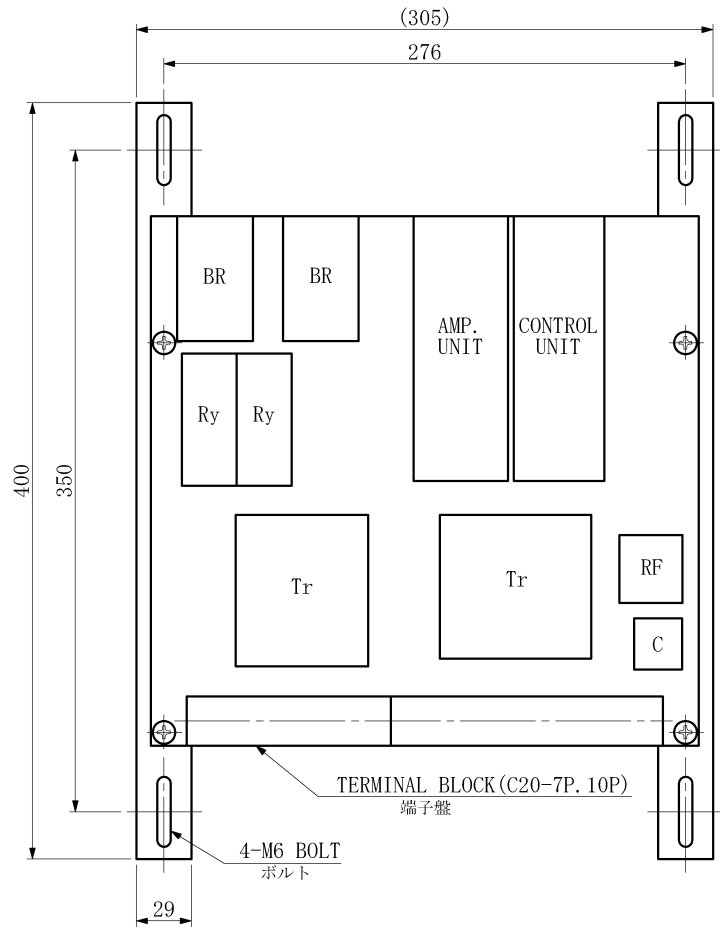 (305)
276
BR
BR
AMP.
UNIT
CONTROL
UNIT
Ry
Ry
400
350
Tr
Tr
RF
C
TERMINAL BLOCK(C20-7P.10P)
端子盤
4-M6 BOLT
ボルト
29